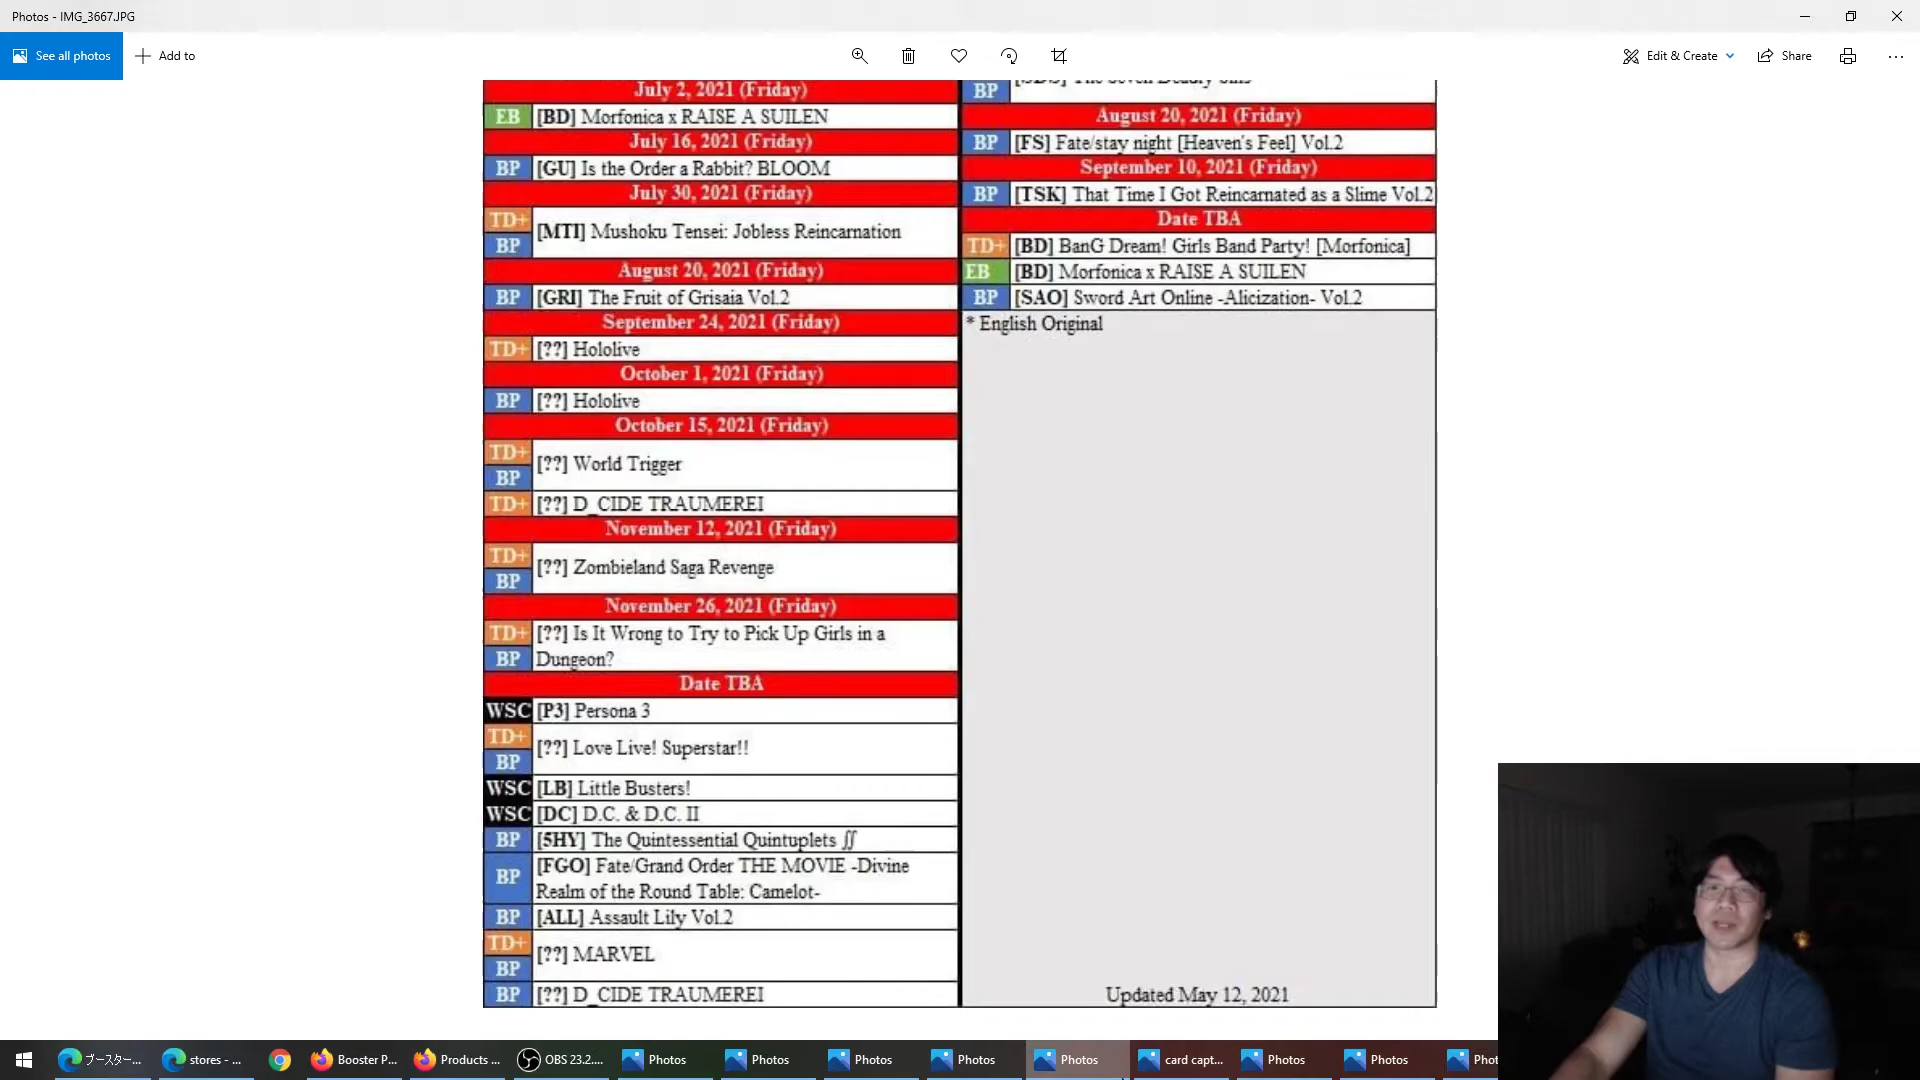 Photos - IMG_3667.JPG
See all photos
Add to
Edit & Create
Share
July 2, 2021 (Friday)
EB [BD] Morfonica x RAISE A SUILEN
July 16, 2021 (Friday)
BP [GU] Is the Order a Rabbit? BLOOM
July 30, 2021 (Friday)
TD+
BP
[MTI] Mushoku Tensei: Jobless Reincarnation
August 20, 2021 (Friday)
BP [GRI] The Fruit of Grisaia Vol.2
September 24, 2021 (Friday)
TD+ [??] Hololive
October 1, 2021 (Friday)
BP [??] Hololive
October 15, 2021 (Friday)
TD+
BP
[??] World Trigger
TD+ [??] D_CIDE TRAUMEREI
November 12, 2021 (Friday)
TD+
BP
[??] Zombieland Saga Revenge
November 26, 2021 (Friday)
TD+ [??] Is It Wrong to Try to Pick Up Girls in a
BP Dungeon?
Date TBA
WSC [P3] Persona 3
TD+
BP
[??] Love Live! Superstar!!
WSC [LB] Little Busters!
WSC [DC] D.C. & D.C. II
BP [5HY] The Quintessential Quintuplets ∬
BP
[FGO] Fate/Grand Order THE MOVIE -Divine
Realm of the Round Table: Camelot-
BP [ALL] Assault Lily Vol.2
TD+
BP
[??] MARVEL
BP [??] D_CIDE TRAUMEREI
BP The Seven Deadly Sins
August 20, 2021 (Friday)
BP [FS] Fate/stay night [Heaven's Feel] Vol.2
September 10, 2021 (Friday)
BP [TSK] That Time I Got Reincarnated as a Slime Vol.2
Date TBA
TD+ [BD] BanG Dream! Girls Band Party! [Morfonica]
EB [BD] Morfonica x RAISE A SUILEN
BP [SAO] Sword Art Online -Alicization- Vol.2
* English Original
Updated May 12, 2021
ブースター...
stores - ...
Booster P...
Products ...
OBS 23.2....
Photos
Photos
Photos
Photos
Photos
card capt...
Photos
Photos
Phot